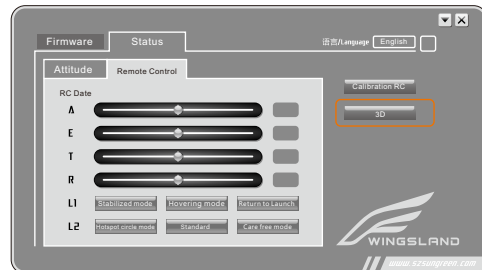 Firmware Status
语言/Language English
Attitude Remote Control
RC Date
Calibration RC
A
3D
E
T
R
L1 Stabilized mode Hovering mode Return to Launch
L2 Hotspot circle mode Standard Care free mode
WINGSLAND
www.szsungreen.com